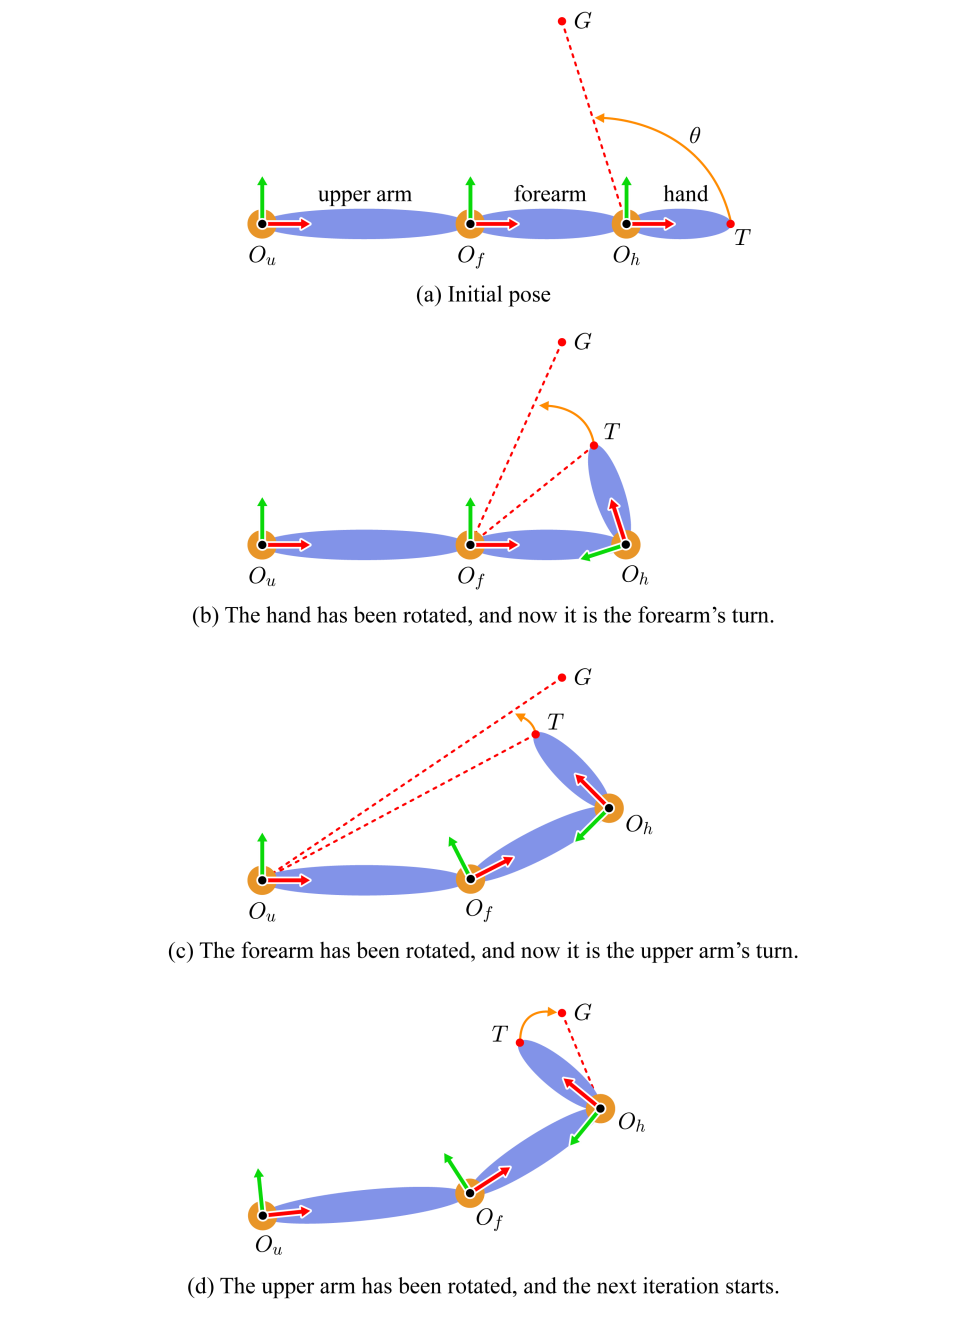 G
θ
upper arm forearm hand
T
O_u O_f O_h
(a) Initial pose
G
T
O_u O_f O_h
(b) The hand has been rotated, and now it is the forearm’s turn.
G
T
O_h
O_u O_f
(c) The forearm has been rotated, and now it is the upper arm’s turn.
G
T
O_h
O_f
O_u
(d) The upper arm has been rotated, and the next iteration starts.